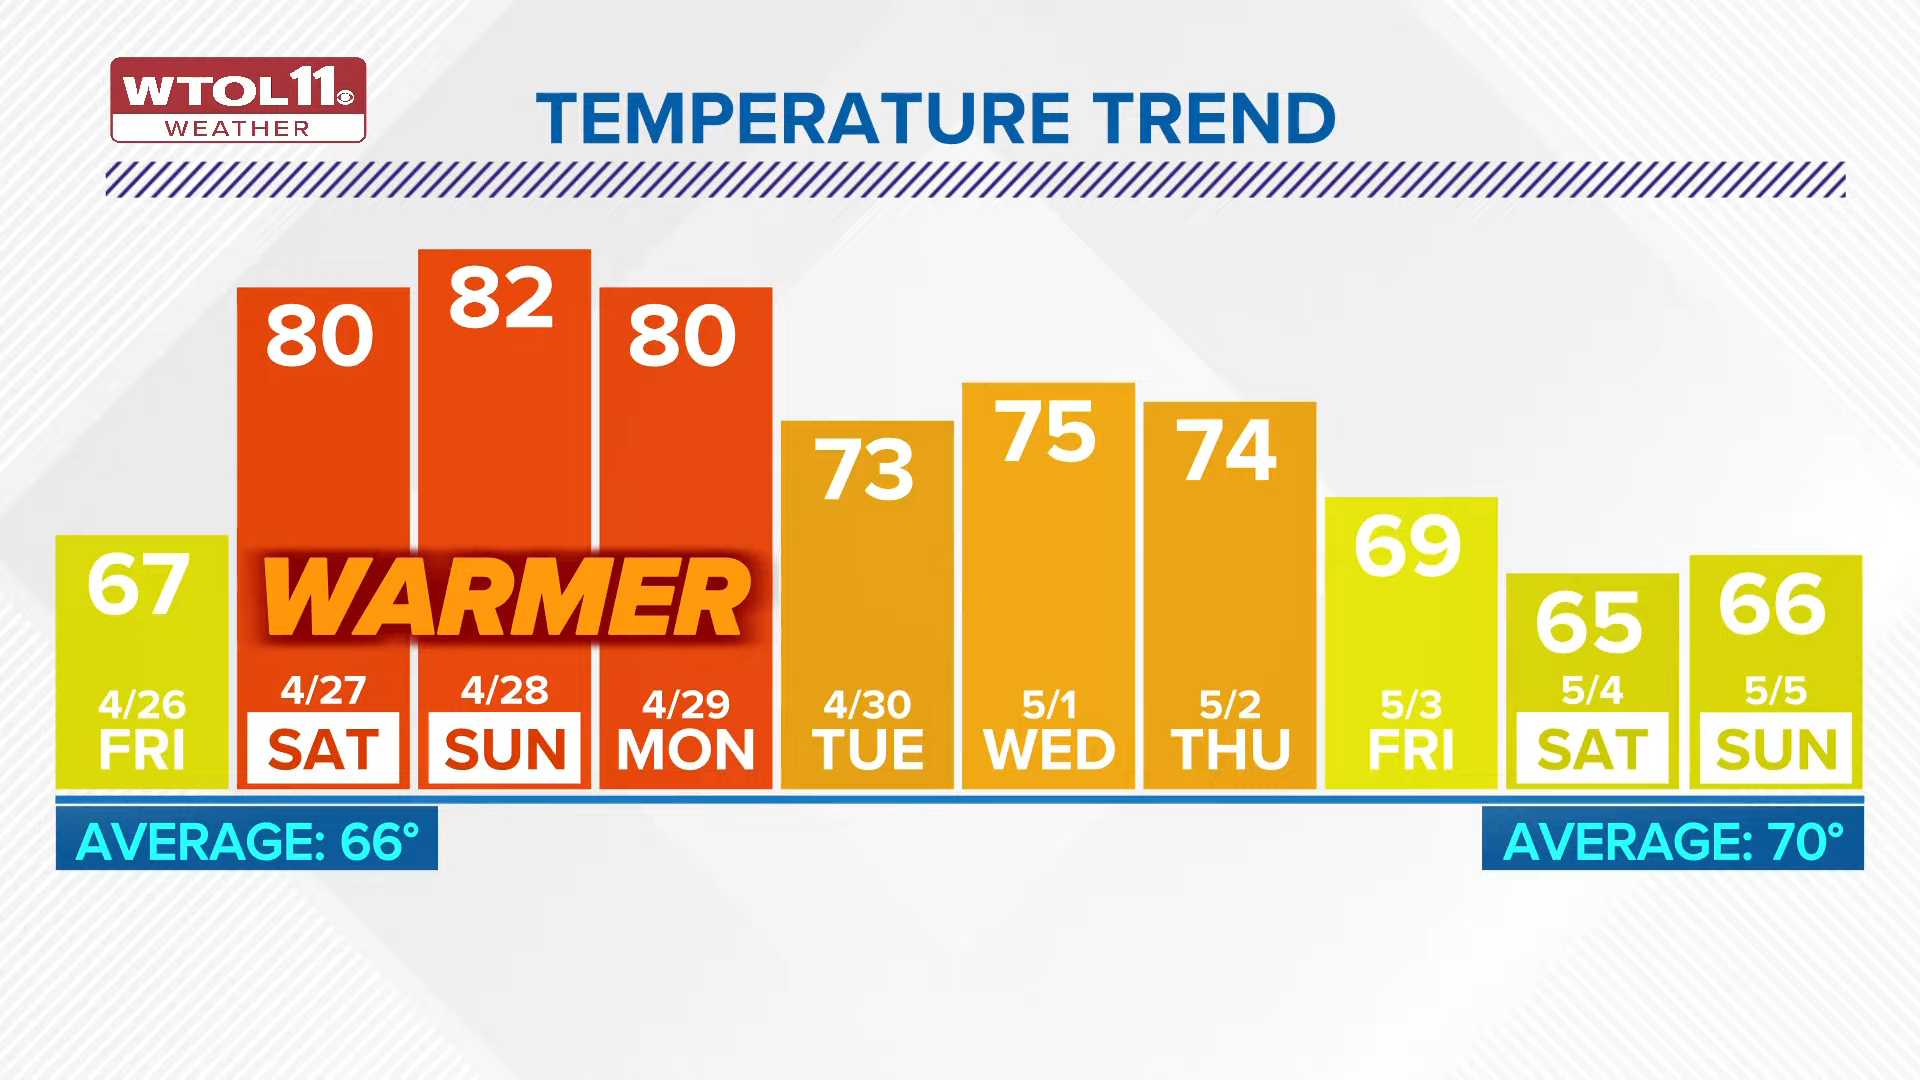 WTOL 11
WEATHER
TEMPERATURE TREND
67
80
82
80
73
75
74
69
65
66
WARMER
4/26
4/27
4/28
4/29
4/30
5/1
5/2
5/3
5/4
5/5
FRI
SAT
SUN
MON
TUE
WED
THU
FRI
SAT
SUN
AVERAGE: 66°
AVERAGE: 70°